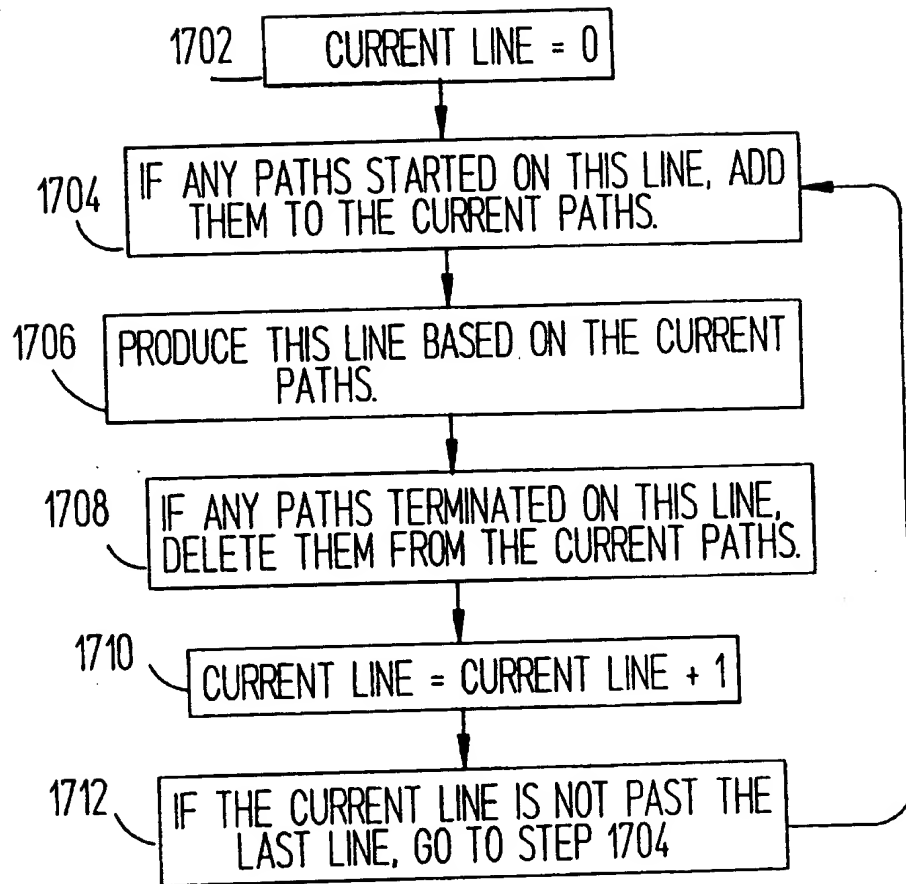 1702
CURRENT LINE = 0
1704
IF ANY PATHS STARTED ON THIS LINE, ADD
THEM TO THE CURRENT PATHS.
1706
PRODUCE THIS LINE BASED ON THE CURRENT
PATHS.
1708
IF ANY PATHS TERMINATED ON THIS LINE,
DELETE THEM FROM THE CURRENT PATHS.
1710
CURRENT LINE = CURRENT LINE + 1
1712
IF THE CURRENT LINE IS NOT PAST THE
LAST LINE, GO TO STEP 1704